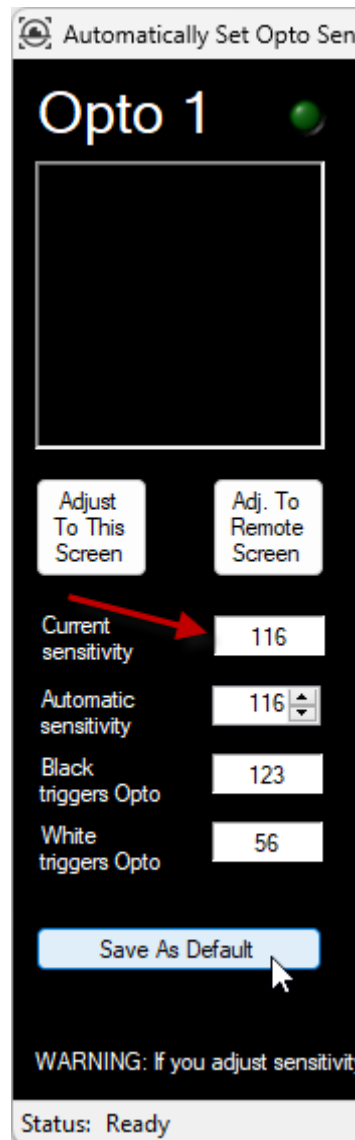 Automatically Set Opto Sen
Opto 1
Adjust
To This
Screen
Adj. To
Remote
Screen
Current
sensitivity
116
Automatic
sensitivity
116
Black
triggers Opto
123
White
triggers Opto
56
Save As Default
WARNING: If you adjust sensitivity
Status: Ready